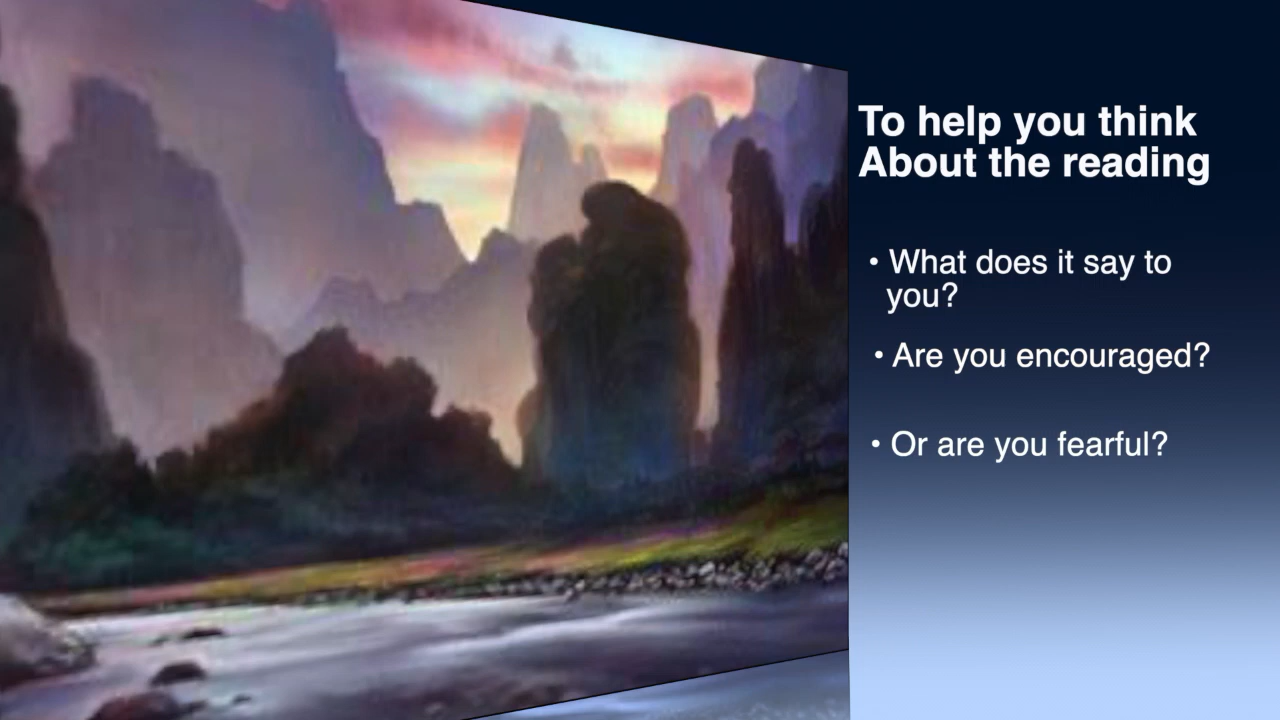 To help you think
About the reading
• What does it say to
you?
• Are you encouraged?
• Or are you fearful?